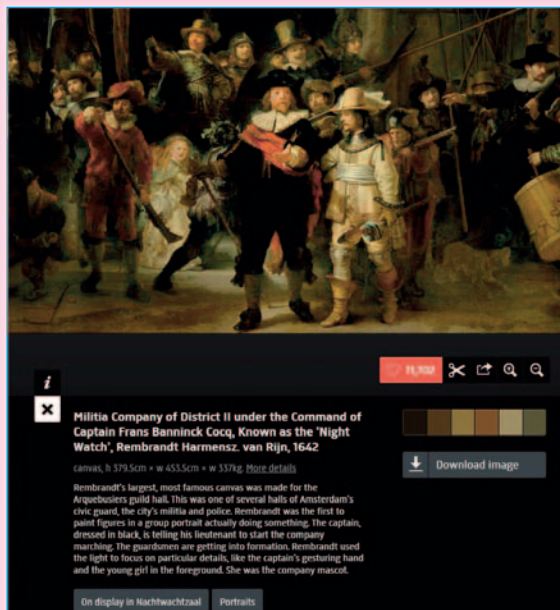 11,102
i
Militia Company of District II under the Command of
Captain Frans Banninck Cocq, Known as the 'Night
Watch', Rembrandt Harmensz. van Rijn, 1642
canvas, h 379.5cm × w 453.5cm × w 337kg. More details
Rembrandt's largest, most famous canvas was made for the
Arquebusiers guild hall. This was one of several halls of Amsterdam's
civic guard, the city's militia and police. Rembrandt was the first to
paint figures in a group portrait actually doing something. The captain,
dressed in black, is telling his lieutenant to start the company
marching. The guardsmen are getting into formation. Rembrandt used
the light to focus on particular details, like the captain's gesturing hand
and the young girl in the foreground. She was the company mascot.
Download image
On display in Nachtwachtzaal Portraits